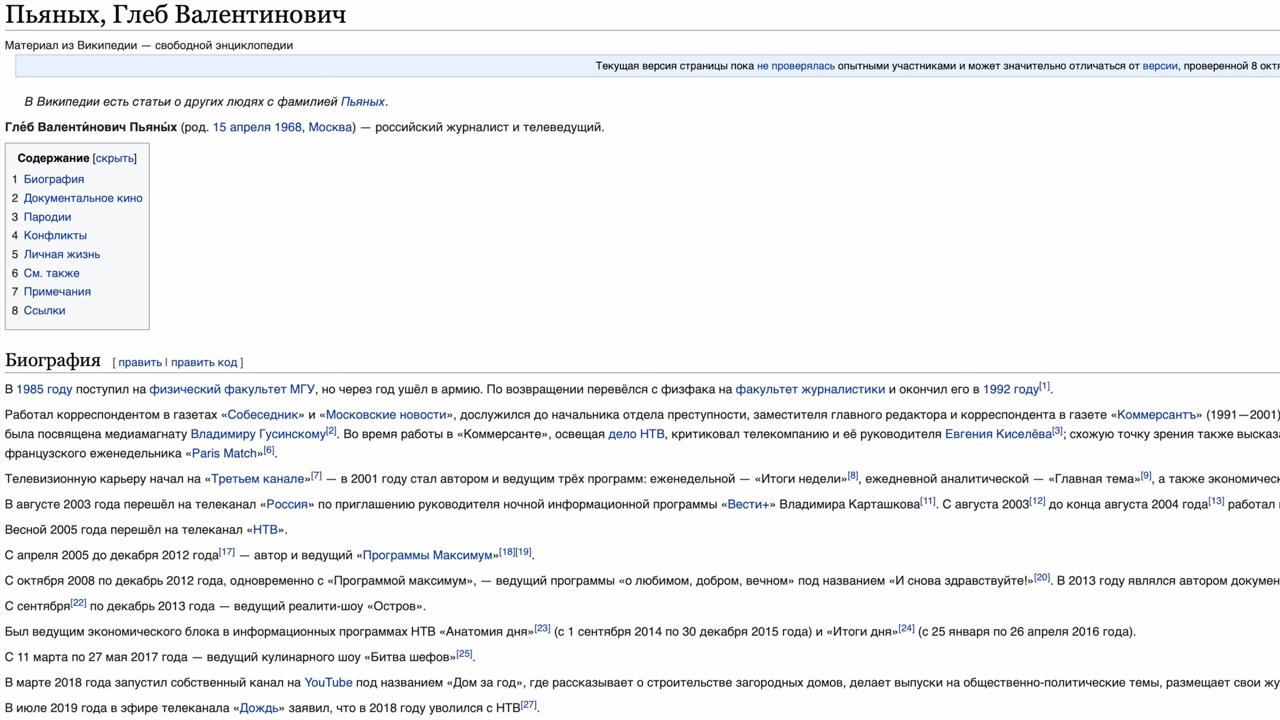 Пьяных, Глеб Валентинович
Материал из Википедии — свободной энциклопедии
Текущая версия страницы пока не проверялась опытными участниками и может значительно отличаться от версии, проверенной 8
В Википедии есть статьи о других людях с фамилией Пьяных.
Гле́б Валенти́нович Пьяны́х (род. 15 апреля 1968, Москва) — российский журналист и телеведущий.
Содержание [скрыть]
1 Биография
2 Документальное кино
3 Пародии
4 Конфликты
5 Личная жизнь
6 См. также
7 Примечания
8 Ссылки
Биография [ править | править код ]
В 1985 году поступил на физический факультет МГУ, но через год ушёл в армию. По возвращении перевёлся с физфака на факультет журналистики и окончил его в 1992 году[1].
Работал корреспондентом в газетах «Собеседник» и «Московские новости», дослужился до начальника отдела преступности, заместителя главного редактора и корреспондента в газете «Коммерсантъ» (1991—2001)
была посвящена медиамагнату Владимиру Гусинскому[2]. Во время работы в «Коммерсанте», освещая дело НТВ, критиковал телекомпанию и её руководителя Евгения Киселёва[3]; схожую точку зрения также
французского еженедельника «Paris Match»[6].
Телевизионную карьеру начал на «Третьем канале»[7] — в 2001 году стал автором и ведущим трёх программ: еженедельной — «Итоги недели»[8], ежедневной аналитической — «Главная тема»[9], а также
В августе 2003 года перешёл на телеканал «Россия» по приглашению руководителя ночной информационной программы «Вести+» Владимира Карташкова[11]. С августа 2003[12] до конца августа 2004 года[13] работал
Весной 2005 года перешёл на телеканал «НТВ».
С апреля 2005 до декабря 2012 года[17] — автор и ведущий «Программы Максимум»[18][19].
С октября 2008 по декабрь 2012 года, одновременно с «Программой максимум», — ведущий программы «о любимом, добром, вечном» под названием «И снова здравствуйте!»[20]. В 2013 году являлся автором
С сентября[22] по декабрь 2013 года — ведущий реалити-шоу «Остров».
Был ведущим экономического блока в информационных программах НТВ «Анатомия дня»[23] (с 1 сентября 2014 по 30 декабря 2015 года) и «Итоги дня»[24] (с 25 января по 26 апреля 2016 года).
С 11 марта по 27 мая 2017 года — ведущий кулинарного шоу «Битва шефов»[25].
В марте 2018 года запустил собственный канал на YouTube под названием «Дом за год», где рассказывает о строительстве загородных домов, делает выпуски на общественно-политические темы, размещает свои
В июле 2019 года в эфире телеканала «Дождь» заявил, что в 2018 году уволился с НТВ[27].